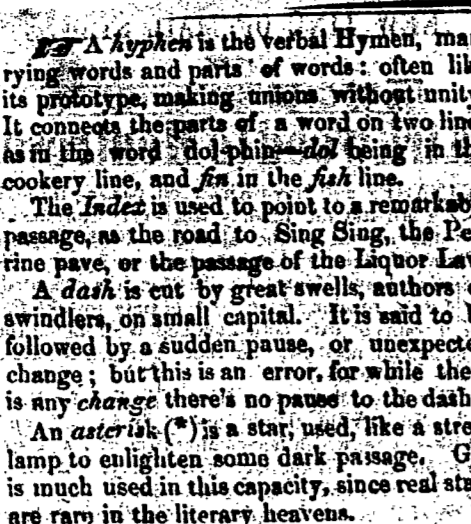 ☞ A hyphen is the verbal Hymen, mar
rying words and parts of words: often lik
its prototype, making unions without unity
It connects the parts of a word on two line
as in the word dol-phin—dol being in th
cookery line, and fin in the fish line.
The Index is used to point to a remarkab
passage, as the road to Sing Sing, the Pe
rine pave, or the passage of the Liquor Law
A dash is cut by great swells, authors o
swindlers, on small capital. It is said to b
followed by a sudden pause, or unexpecte
change; but this is an error, for while the
is any change there's no pause to the dash
An asterisk (*) is a star, used, like a stre
lamp to enlighten some dark passage. G
is much used in this capacity, since real sta
are rare in the literary heavens.